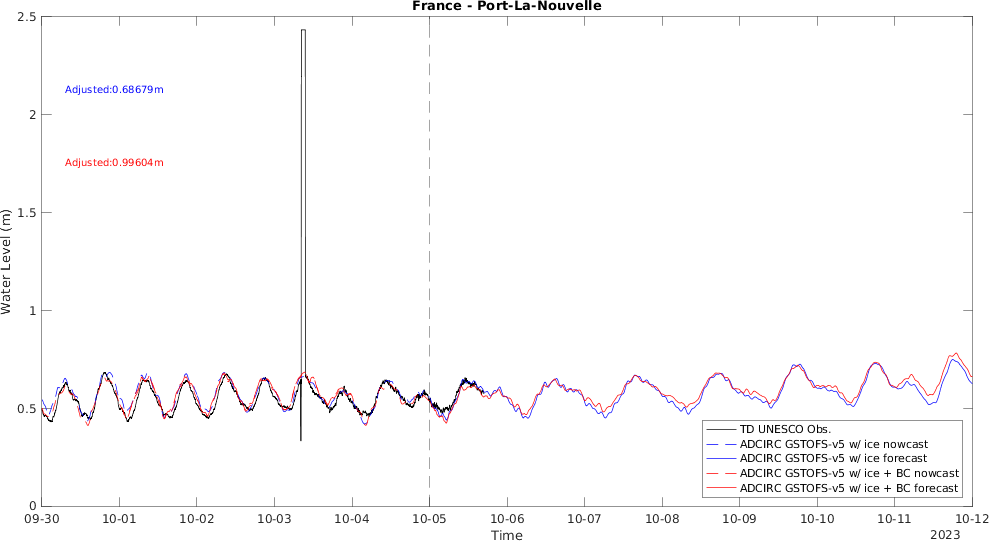 France - Port-La-Nouvelle
2.5
Adjusted:0.68679m
2
Adjusted:0.99604m
1.5
Water Level (m)
1
0.5
TD UNESCO Obs.
ADCIRC GSTOFS-v5 w/ ice nowcast
ADCIRC GSTOFS-v5 w/ ice forecast
ADCIRC GSTOFS-v5 w/ ice + BC nowcast
ADCIRC GSTOFS-v5 w/ ice + BC forecast
0
09-30 10-01 10-02 10-03 10-04 10-05 10-06 10-07 10-08 10-09 10-10 10-11 10-12
Time
2023